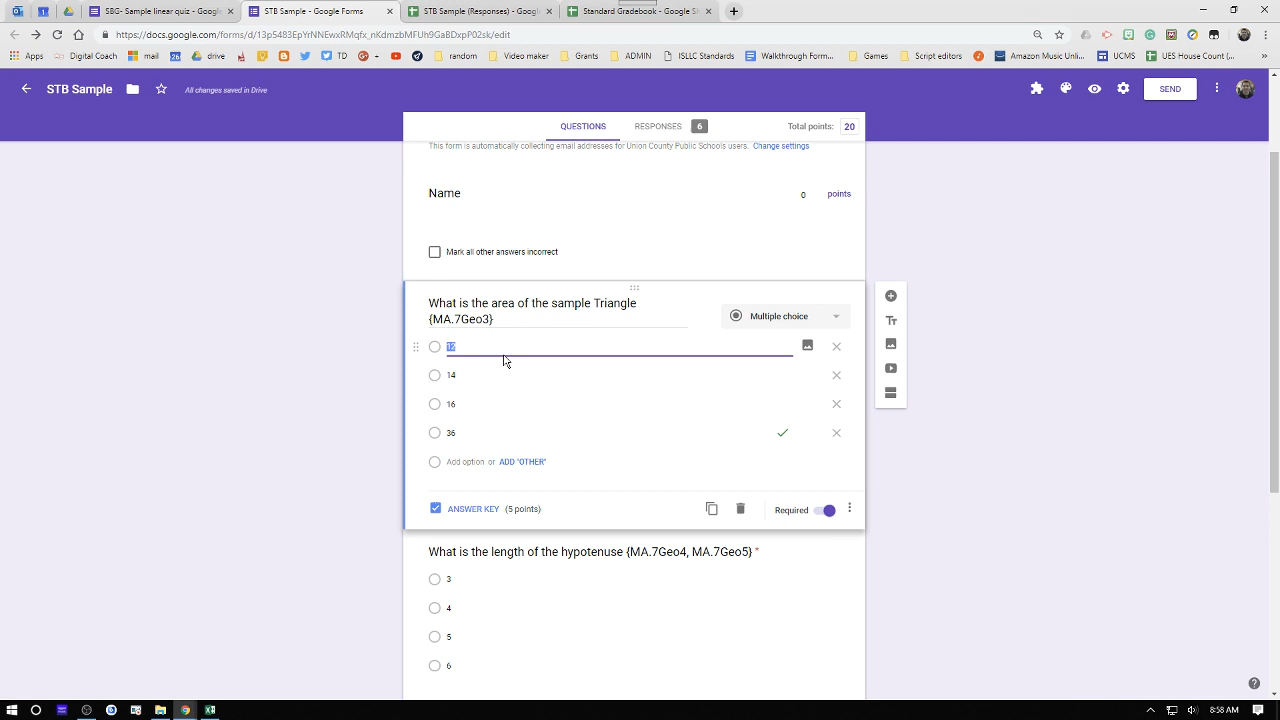 SBG- Sample linear quiz - Google
STB Sample - Google Forms
STB Sample (Responses) - Google
Standard Gradebook - Google S
https://docs.google.com/forms/d/13p5483EpYrNNEwxRMqfx_nKdmzbMFUh9Ga8DxpP02sk/edit
Apps
Digital Coach
mail
drive
TD
G+
random
Video maker
Grants
ADMIN
ISLLC Standards
Walkthrough Form...
Games
Script editors
Amazon Music Unl...
UCMS
UES House Count (...
STB Sample
All changes saved in Drive
SEND
QUESTIONS
RESPONSES
6
Total points:
20
This form is automatically collecting email addresses for Union County Public Schools users. Change settings
Name
0
points
Mark all other answers incorrect
What is the area of the sample Triangle
{MA.7Geo3}
Multiple choice
12
14
16
36
Add option or ADD "OTHER"
ANSWER KEY (5 points)
Required
What is the length of the hypotenuse {MA.7Geo4, MA.7Geo5} *
3
4
5
6
8:58 AM